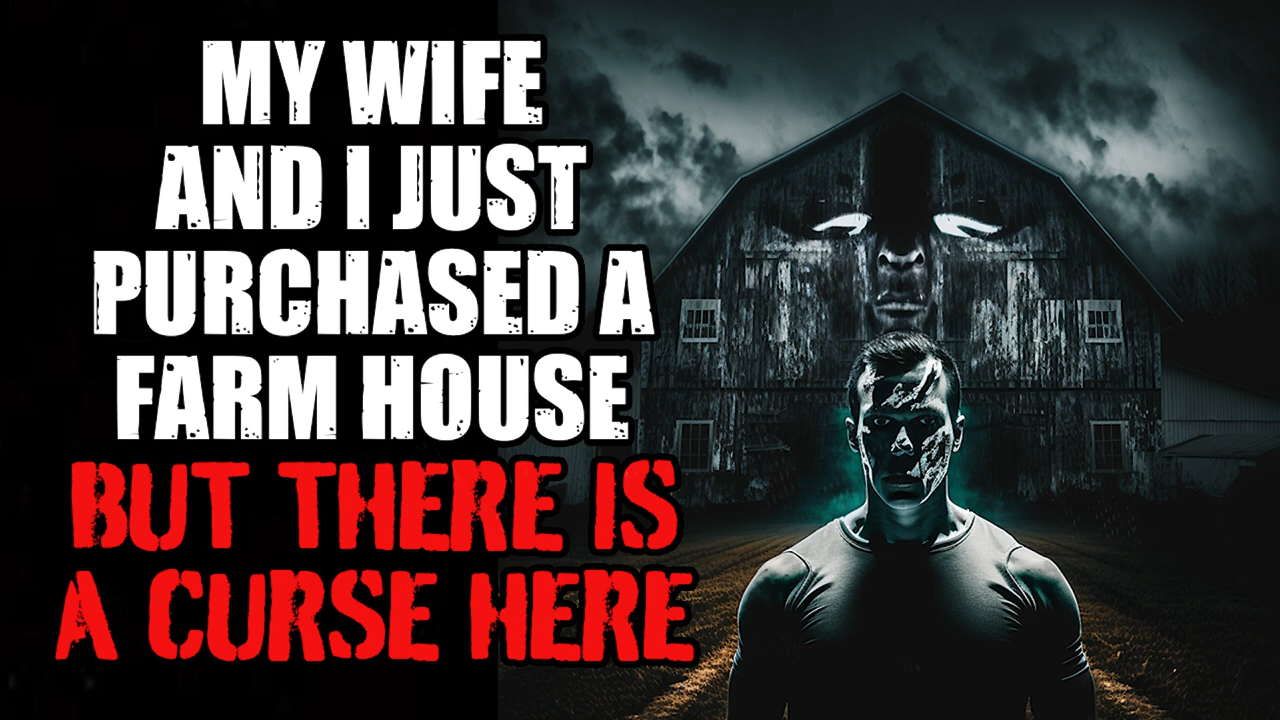 MY WIFE
AND I JUST
PURCHASED A
FARM HOUSE
BUT THERE IS
A CURSE HERE